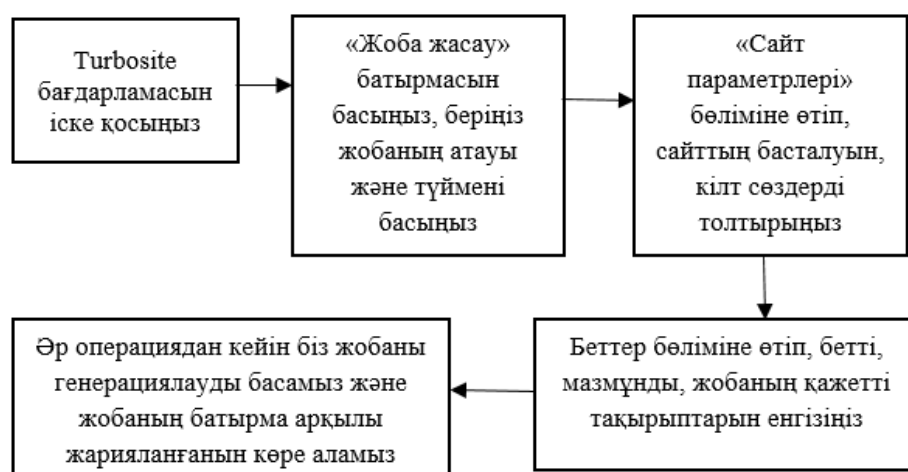 Turbosite
бағдарламасын
іске қосыңыз
«Жоба жасау»
батырмасын
басыңыз, беріңіз
жобаның атауы
және түймені
басыңыз
«Сайт
параметрлері»
бөліміне өтіп,
сайттың басталуын,
кілт сөздерді
толтырыңыз
Беттер бөліміне өтіп, бетті,
мазмұнды, жобаның қажетті
тақырыптарын енгізіңіз
Әр операциядан кейін біз жобаны
генерациялауды басамыз және
жобаның батырма арқылы
жарияланғанын көре аламыз